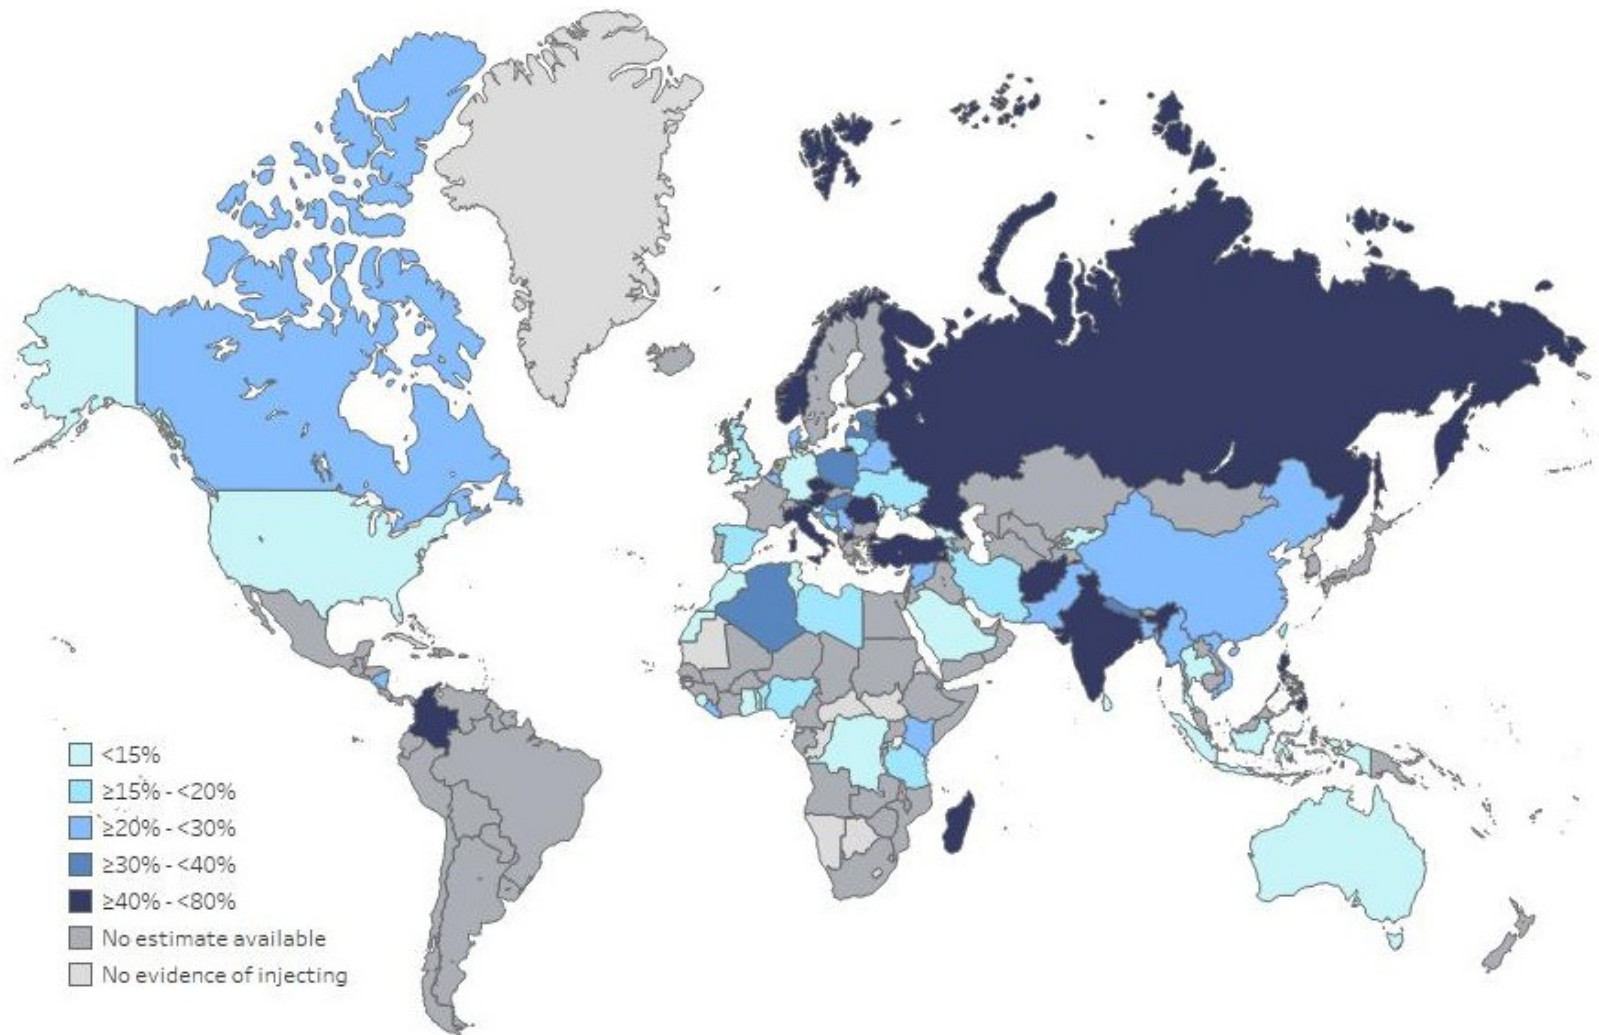 <15%
≥15% - <20%
≥20% - <30%
≥30% - <40%
≥40% - <80%
No estimate available
No evidence of injecting